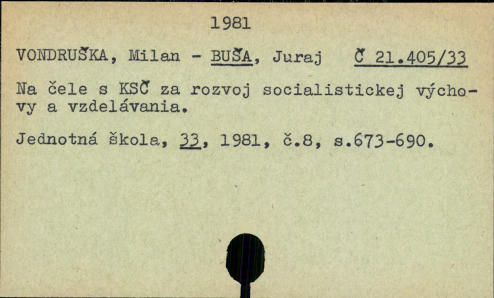 1981
VONDRUŠKA, Milan - BUŠA, Juraj Č 21.405/33
Na čele s KSČ za rozvoj socialistickej výcho-
vy a vzdelávania.
Jednotná škola, 33, 1981, č.8, s.673-690.